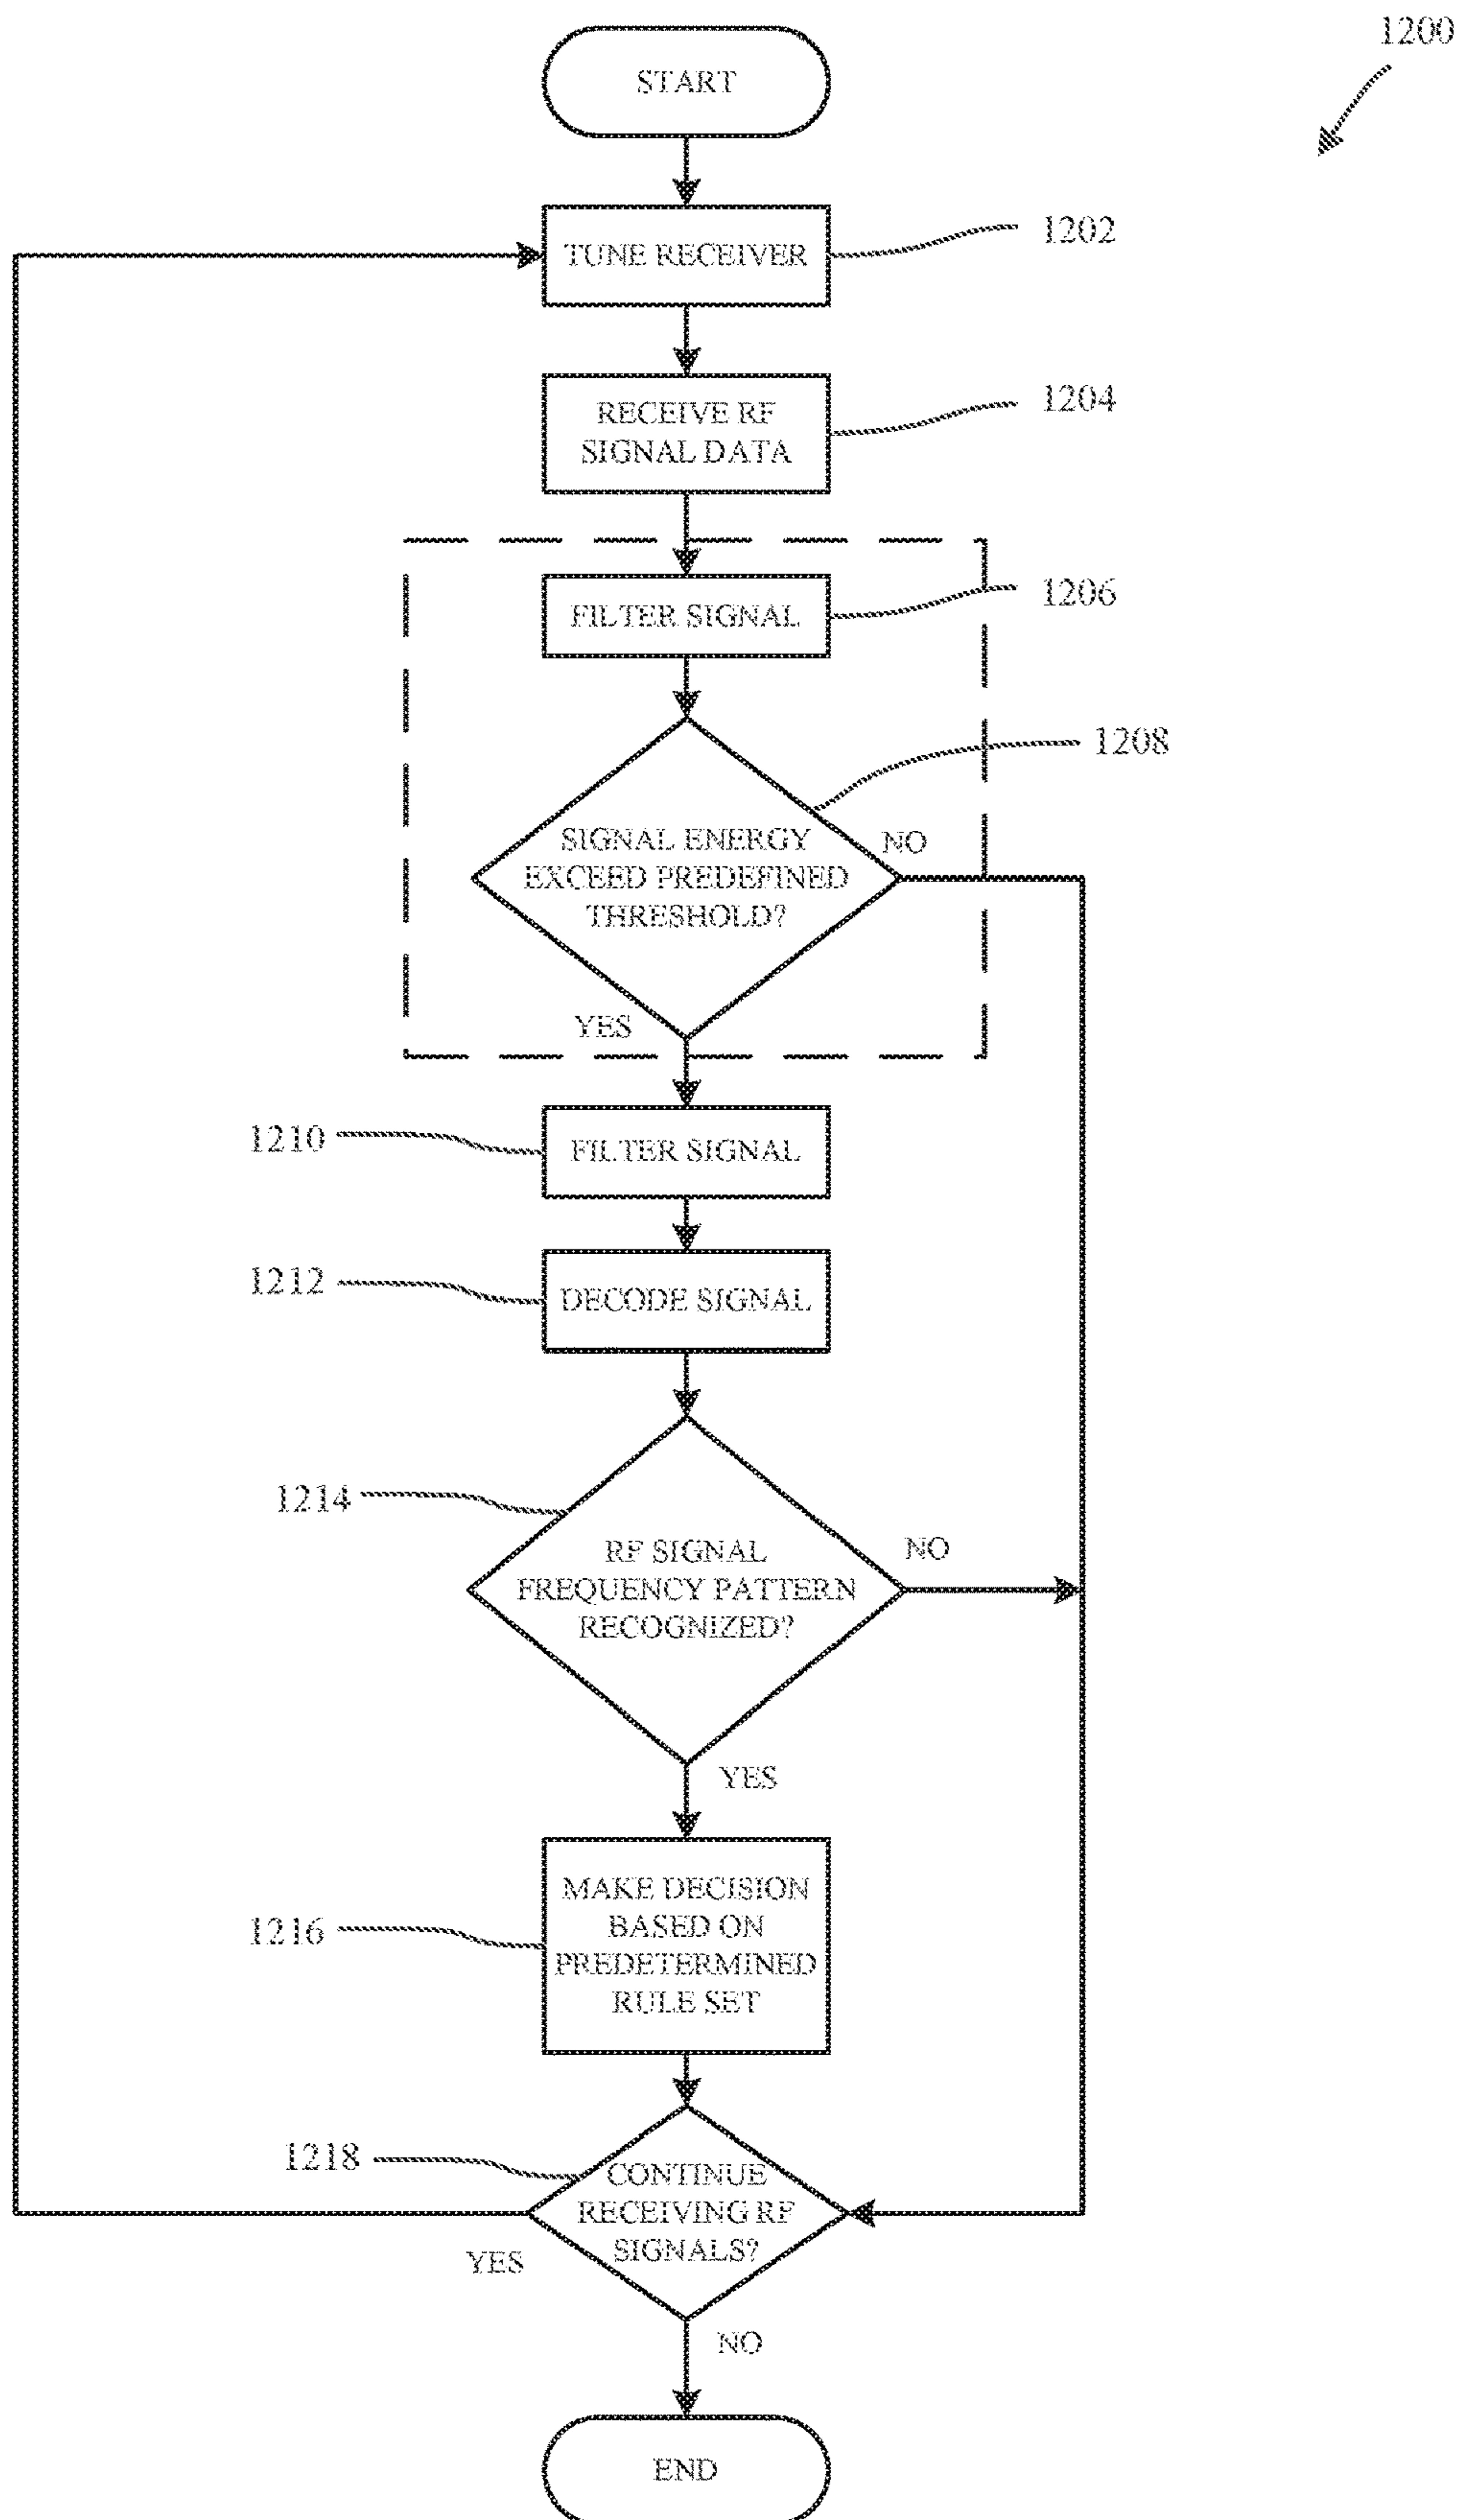 1200
START
TUNE RECEIVER
1202
RECEIVE RF
SIGNAL DATA
1204
FILTER SIGNAL
1206
1208
SIGNAL ENERGY
EXCEED PREDEFINED
THRESHOLD?
NO
YES
1210
FILTER SIGNAL
1212
DECODE SIGNAL
1214
RF SIGNAL
FREQUENCY PATTERN
RECOGNIZED?
NO
YES
1216
MAKE DECISION
BASED ON
PREDETERMINED
RULE SET
1218
CONTINUE
RECEIVING RF
SIGNALS?
YES
NO
END